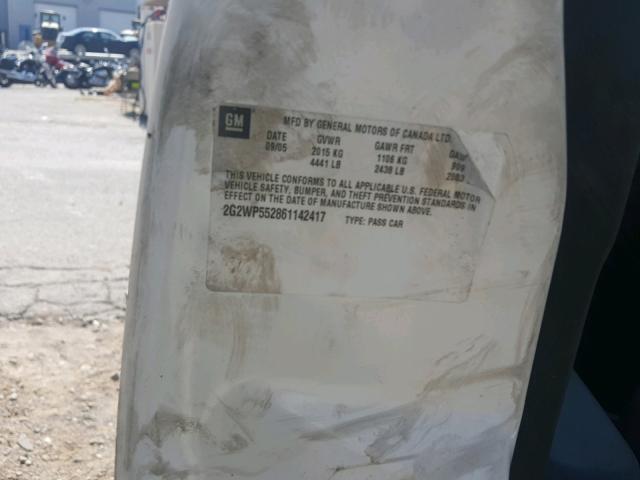 GM
MFD BY GENERAL MOTORS OF CANADA LTD.
DATE GVWR GAWR FRT
09/05 2015 KG 1106 KG
4441 LB 2438 LB
THIS VEHICLE CONFORMS TO ALL APPLICABLE U.S. FEDERAL MOTOR
VEHICLE SAFETY, BUMPER, AND THEFT PREVENTION STANDARDS IN
EFFECT ON THE DATE OF MANUFACTURE SHOWN ABOVE.
2G2WP552861142417 TYPE: PASS CAR